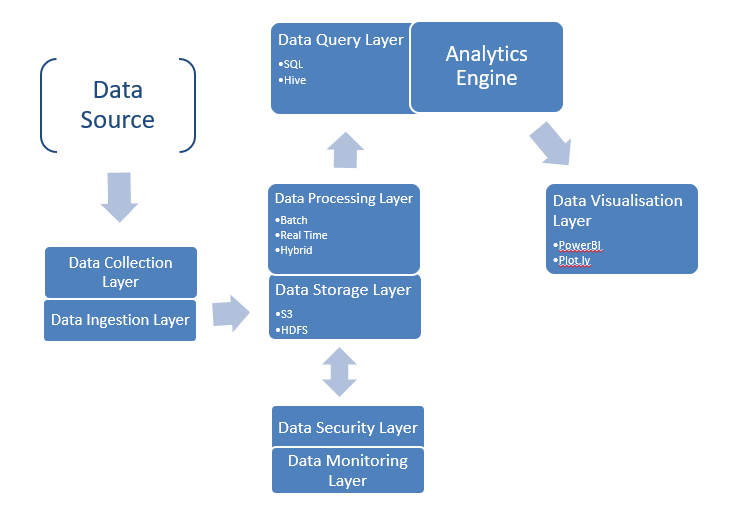 Data
Source
Data Collection
Layer
Data Ingestion Layer
Data Query Layer
•SQL
•Hive
Analytics
Engine
Data Processing Layer
•Batch
•Real Time
•Hybrid
Data Storage Layer
•S3
•HDFS
Data Security Layer
Data Monitoring
Layer
Data Visualisation
Layer
•PowerBI
•Plot.ly